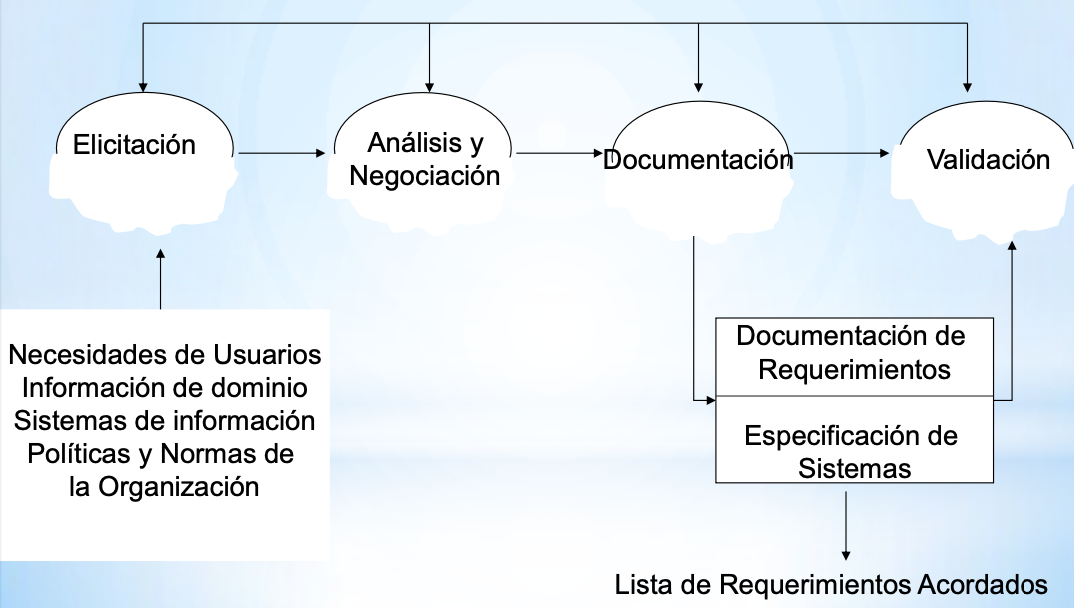 Elicitación
Análisis y
Negociación
Documentación
Validación
Necesidades de Usuarios
Información de dominio
Sistemas de información
Políticas y Normas de
la Organización
Documentación de
Requerimientos
Especificación de
Sistemas
Lista de Requerimientos Acordados